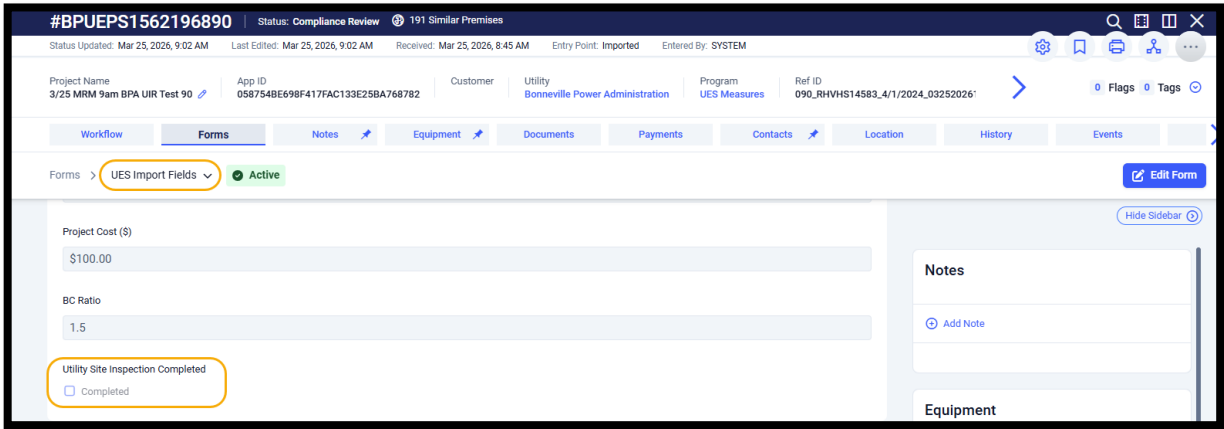 #BPUEPS1562196890 Status: Compliance Review 191 Similar Premises
Status Updated: Mar 25, 2026, 9:02 AM Last Edited: Mar 25, 2026, 9:02 AM Received: Mar 25, 2026, 8:45 AM Entry Point: Imported Entered By: SYSTEM
Project Name App ID Customer Utility Program Ref ID
3/25 MRM 9am BPA UIR Test 90 058754BE698F417FAC133E25BA768782 Bonneville Power Administration UES Measures 090_RHVHS14583_4/1/2024_03252026
0 Flags 0 Tags
Workflow Forms Notes Equipment Documents Payments Contacts Location History Events
Forms > UES Import Fields Active Edit Form
Hide Sidebar
Project Cost ($)
$100.00
BC Ratio
1.5
Utility Site Inspection Completed
Completed
Notes
Add Note
Equipment